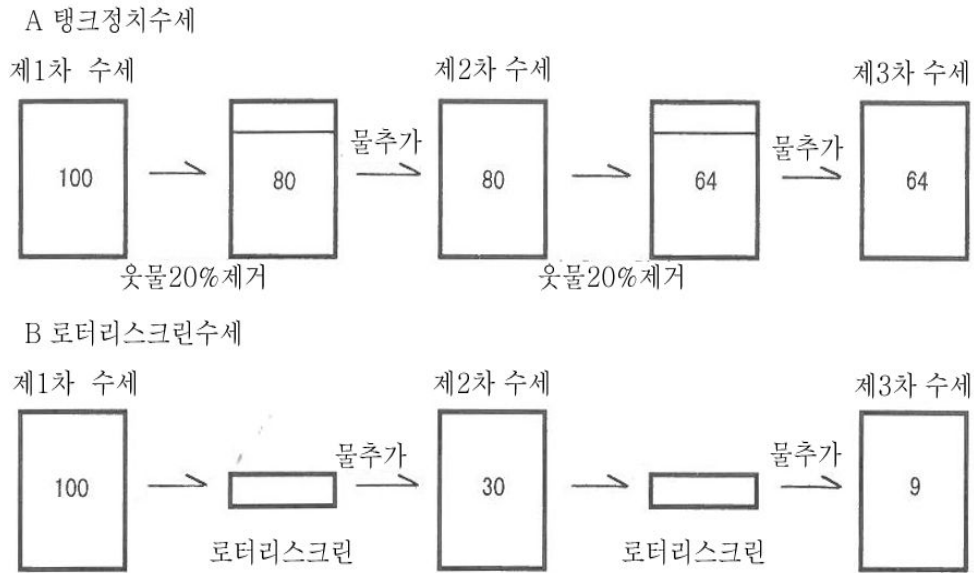 A 탱크정치수세
제1차 수세 제2차 수세 제3차 수세
물추가 물추가
100 80 80 64 64
웃물20%제거 웃물20%제거
B 로터리스크린수세
제1차 수세 제2차 수세 제3차 수세
물추가 물추가
100 30 9
로터리스크린 로터리스크린